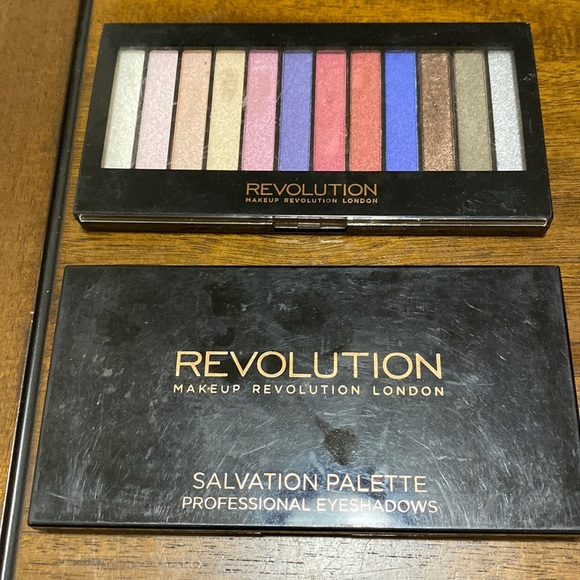 REVOLUTION
MAKEUP REVOLUTION LONDON
REVOLUTION
MAKEUP REVOLUTION LONDON
SALVATION PALETTE
PROFESSIONAL EYESHADOWS